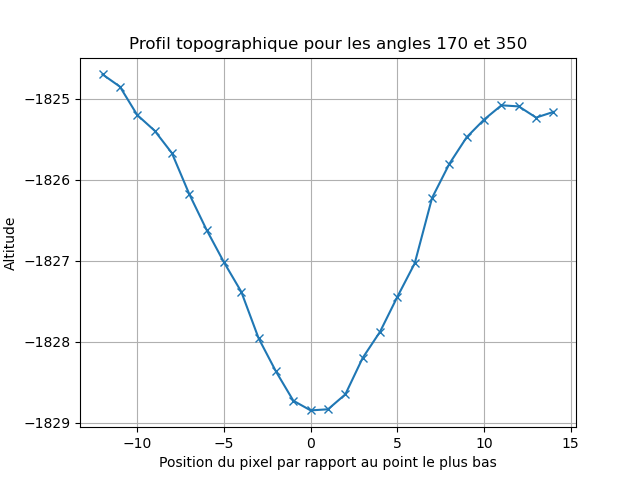 Profil topographique pour les angles 170 et 350
−1825
−1826
−1827
−1828
−1829
Altitude
−10 −5 0 5 10 15
Position du pixel par rapport au point le plus bas